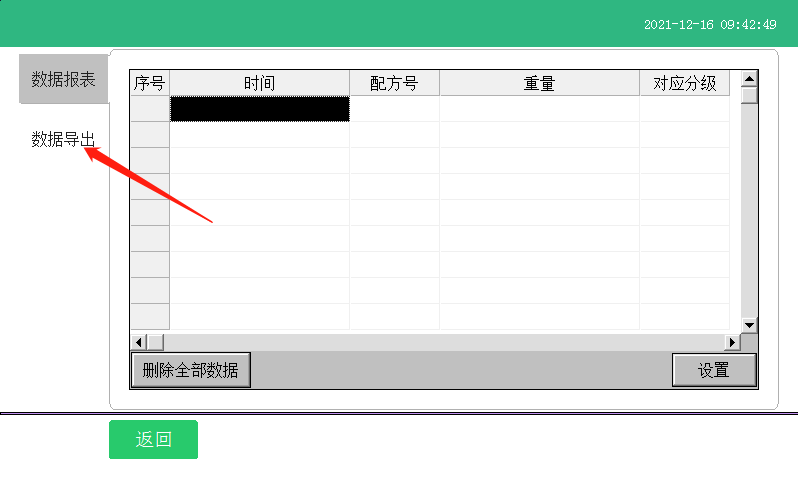 2021-12-16 09:42:49
数据报表
数据导出
序号 时间 配方号 重量 对应分级
删除全部数据 设置
返回